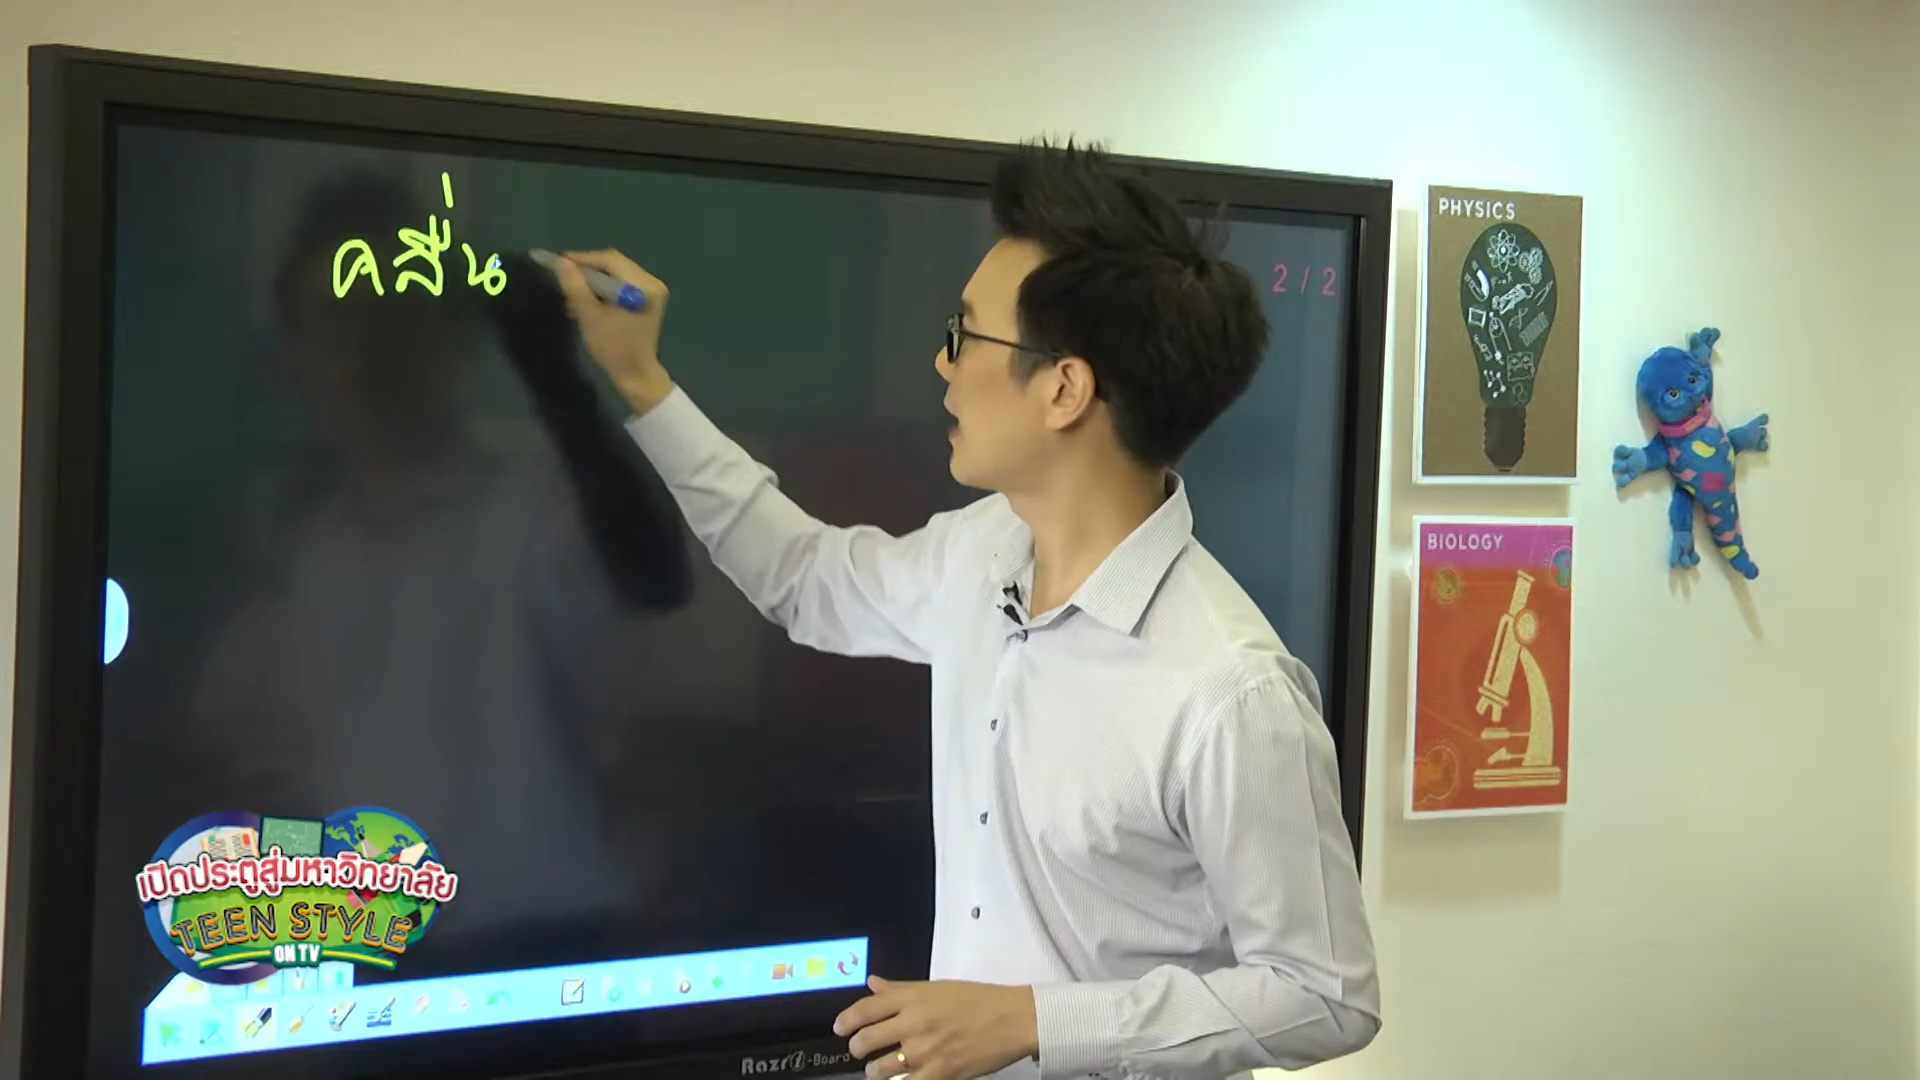 คลื่น
2 / 2
PHYSICS
BIOLOGY
เปิดประตูสู่มหาวิทยาลัย
TEEN STYLE
ON TV
Razri-Board